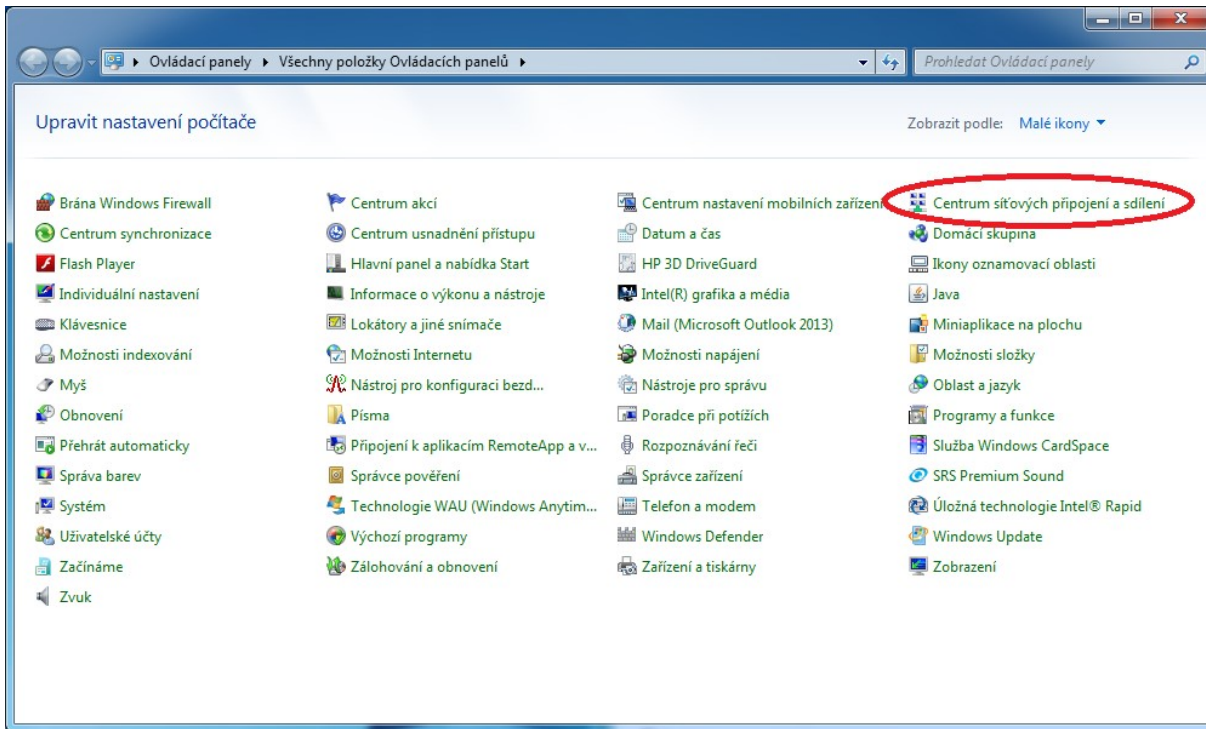 Ovládací panely Všechny položky Ovládacích panelů Prohledat Ovládací panely
Upravit nastavení počítače Zobrazit podle: Malé ikony
Brána Windows Firewall Centrum akcí Centrum nastavení mobilních zařízení Centrum síťových připojení a sdílení
Centrum synchronizace Centrum usnadnění přístupu Datum a čas Domácí skupina
Flash Player Hlavní panel a nabídka Start HP 3D DriveGuard Ikony oznamovací oblasti
Individuální nastavení Informace o výkonu a nástroje Intel(R) grafika a média Java
Klávesnice Lokátory a jiné snímače Mail (Microsoft Outlook 2013) Miniaplikace na plochu
Možnosti indexování Možnosti Internetu Možnosti napájení Možnosti složky
Myš Nástroj pro konfiguraci bezd... Nástroje pro správu Oblast a jazyk
Obnovení Písma Poradce při potížích Programy a funkce
Přehrát automaticky Připojení k aplikacím RemoteApp a v... Rozpoznávání řeči Služba Windows CardSpace
Správa barev Správce pověření Správce zařízení SRS Premium Sound
Systém Technologie WAU (Windows Anytim... Telefon a modem Úložná technologie Intel® Rapid
Uživatelské účty Výchozí programy Windows Defender Windows Update
Začínáme Zálohování a obnovení Zařízení a tiskárny Zobrazení
Zvuk